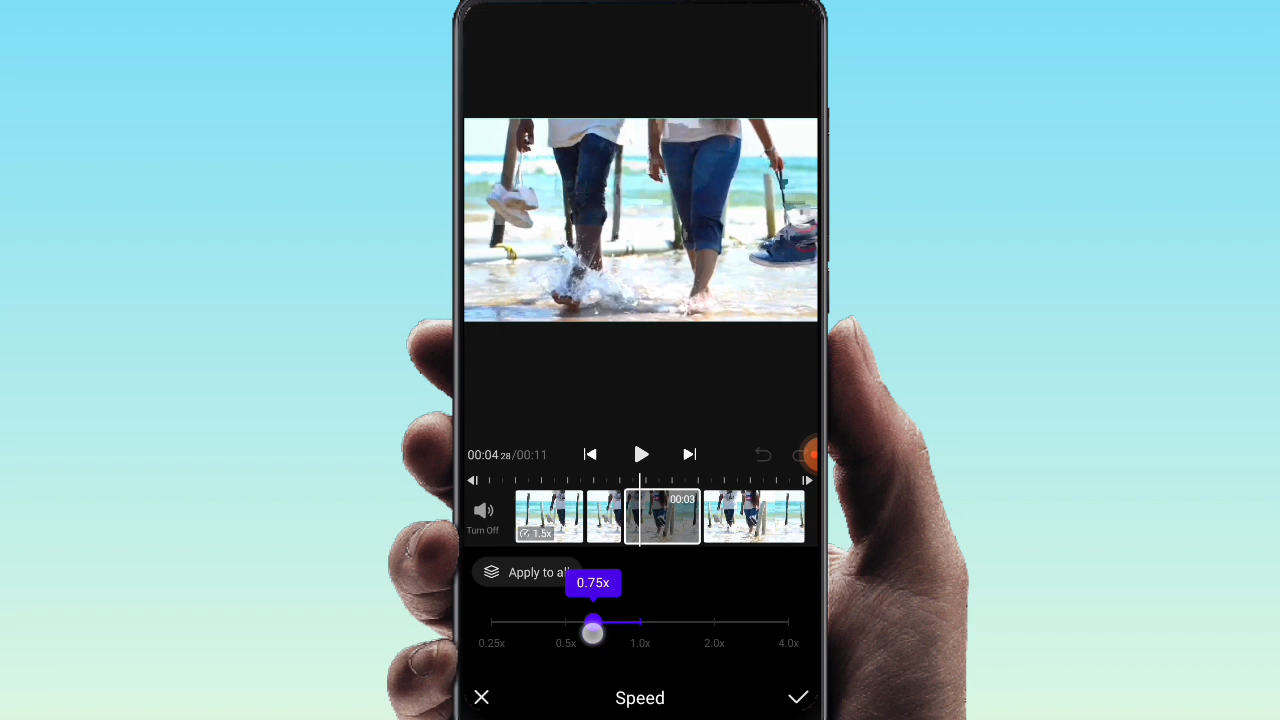 00:04 28/00:11
Turn Off
1.5x
00:03
Apply to all
0.75x
0.25x 0.5x 1.0x 2.0x 4.0x
Speed